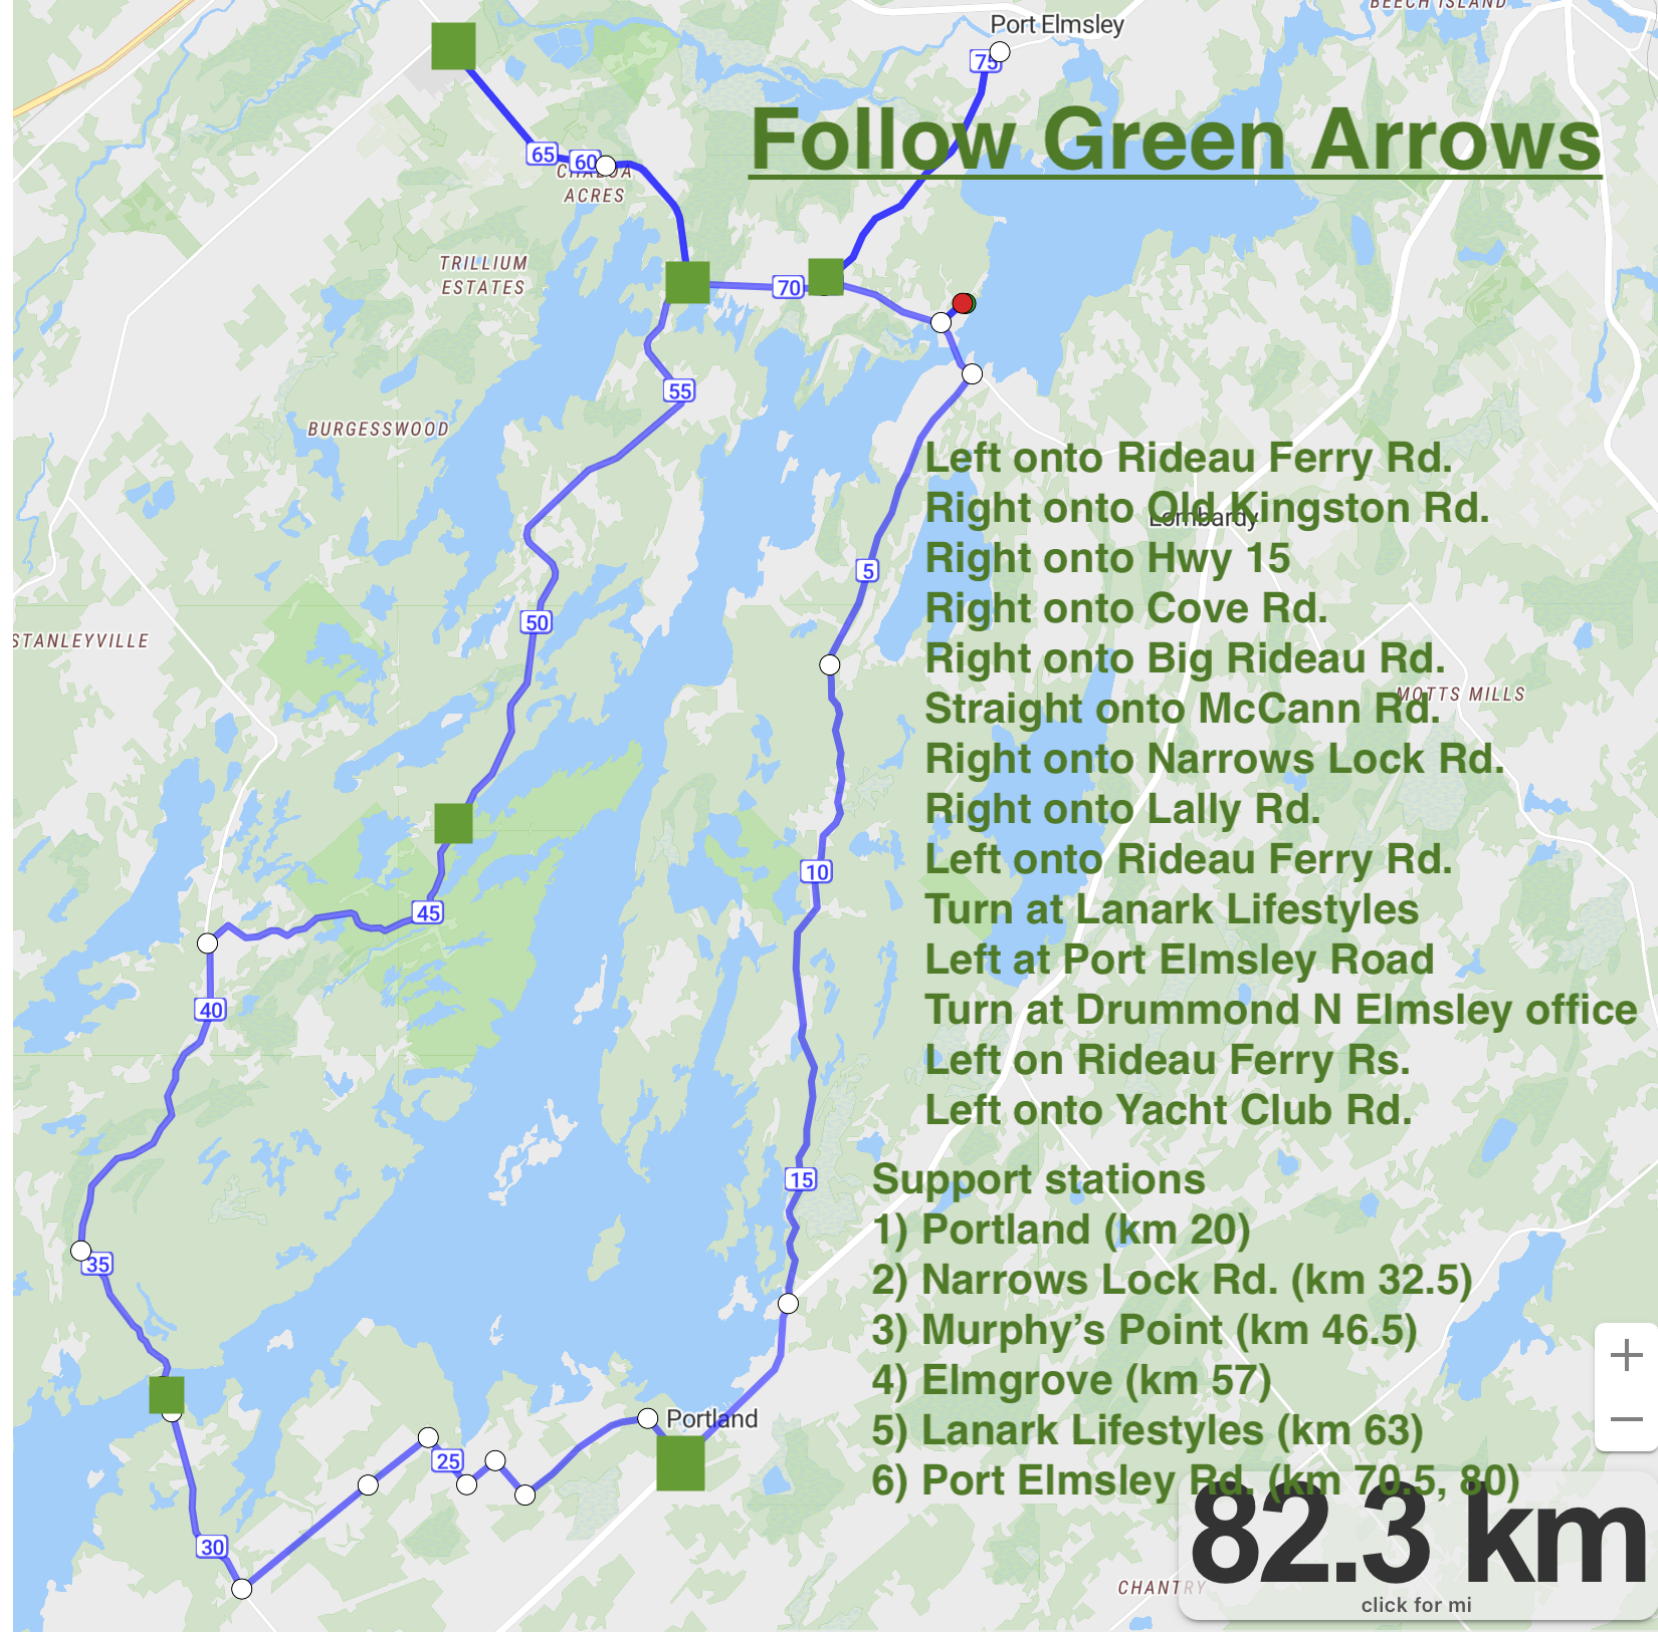 BEECH ISLAND
Port Elmsley
75
Follow Green Arrows
65
60
ACRES
TRILLIUM
ESTATES
70
55
BURGESSWOOD
Left onto Rideau Ferry Rd.
Right onto Old Kingston Rd.
Lombardy
Right onto Hwy 15
5
Right onto Cove Rd.
50
STANLEYVILLE
Right onto Big Rideau Rd.
MOTTS MILLS
Straight onto McCann Rd.
Right onto Narrows Lock Rd.
Right onto Lally Rd.
Left onto Rideau Ferry Rd.
10
45
Turn at Lanark Lifestyles
Left at Port Elmsley Road
40
Turn at Drummond N Elmsley office
Left on Rideau Ferry Rs.
Left onto Yacht Club Rd.
15
Support stations
1) Portland (km 20)
35
2) Narrows Lock Rd. (km 32.5)
3) Murphy’s Point (km 46.5)
+
4) Elmgrove (km 57)
−
Portland
5) Lanark Lifestyles (km 63)
25
6) Port Elmsley Rd. (km 70.5, 80)
30
82.3 km
CHANTRY
click for mi